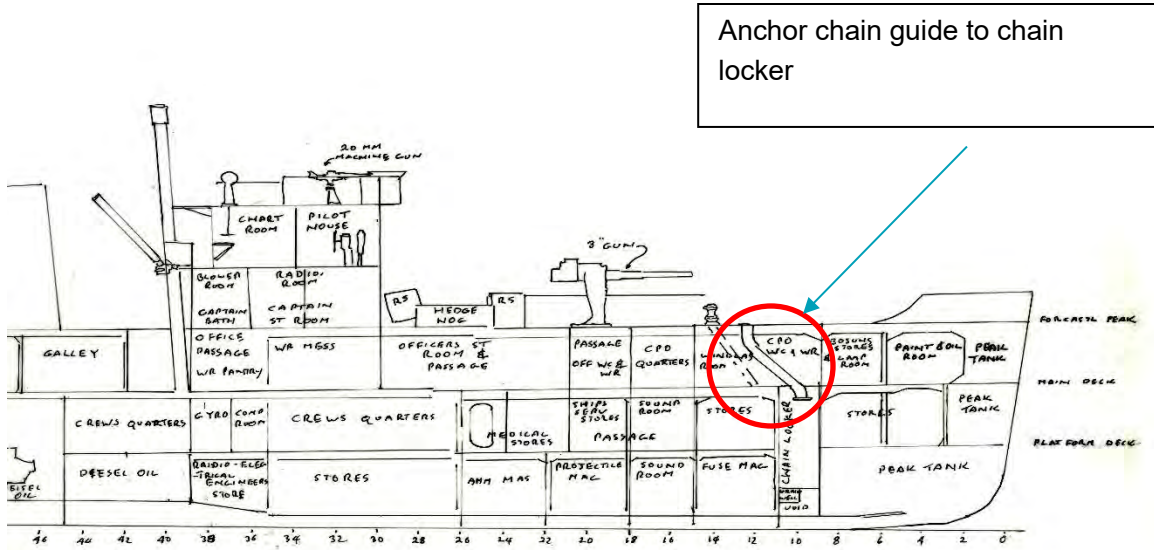 Anchor chain guide to chain
locker
20 MM
MACHINE GUN
CHART
ROOM
PILOT
HOUSE
3" GUN
BLOWER
ROOM
RADIO
ROOM
CAPTAIN
BATH
CAPTAIN
ST ROOM
RS
HEDGE
HOG
RS
FORCASTL PEAK
GALLEY
OFFICE
PASSAGE
WR PANTRY
WR MESS
OFFICERS ST
ROOM &
PASSAGE
PASSAGE
OFF WC &
WR
CPO
QUARTERS
WINDLAS
ROOM
CPO
WC & WR
BOSUNS
STORES
& LAMP
ROOM
PAINT & OIL
ROOM
PEAK
TANK
MAIN DECK
CREWS QUARTERS
GYRO
COMP
ROOM
CREWS QUARTERS
MEDICAL
STORES
SHIPS
SERV
STORES
SOUND
ROOM
PASSAGE
STORES
CHAIN LOCKER
STORES
PEAK
TANK
PLATFORM DECK
DIESEL OIL
RAIDIO-ELEC
-TRICAL
ENGINEERS
STORE
STORES
AMM MAG
PROTECTILE
MAG
SOUND
ROOM
FUSE MAG
VOID
PEAK TANK
OIL
46 44 42 40 38 36 34 32 30 28 26 24 22 20 18 16 14 12 10 8 6 4 2 0